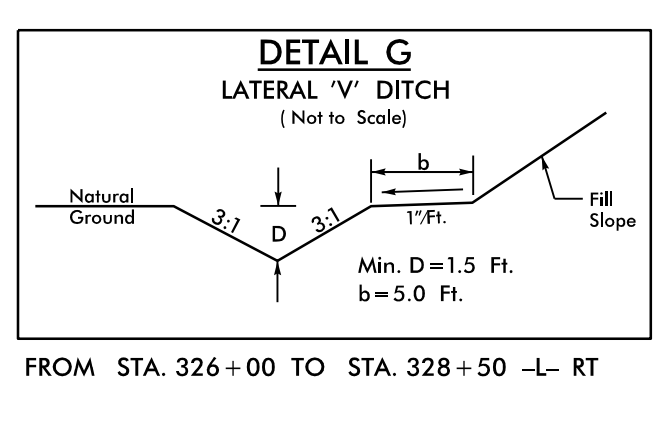 DETAIL G
LATERAL 'V' DITCH
( Not to Scale)
b
Natural
Ground
3:1
D
3:1
1"/Ft.
Fill
Slope
Min. D=1.5 Ft.
b=5.0 Ft.
FROM STA. 326+00 TO STA. 328+50 -L- RT